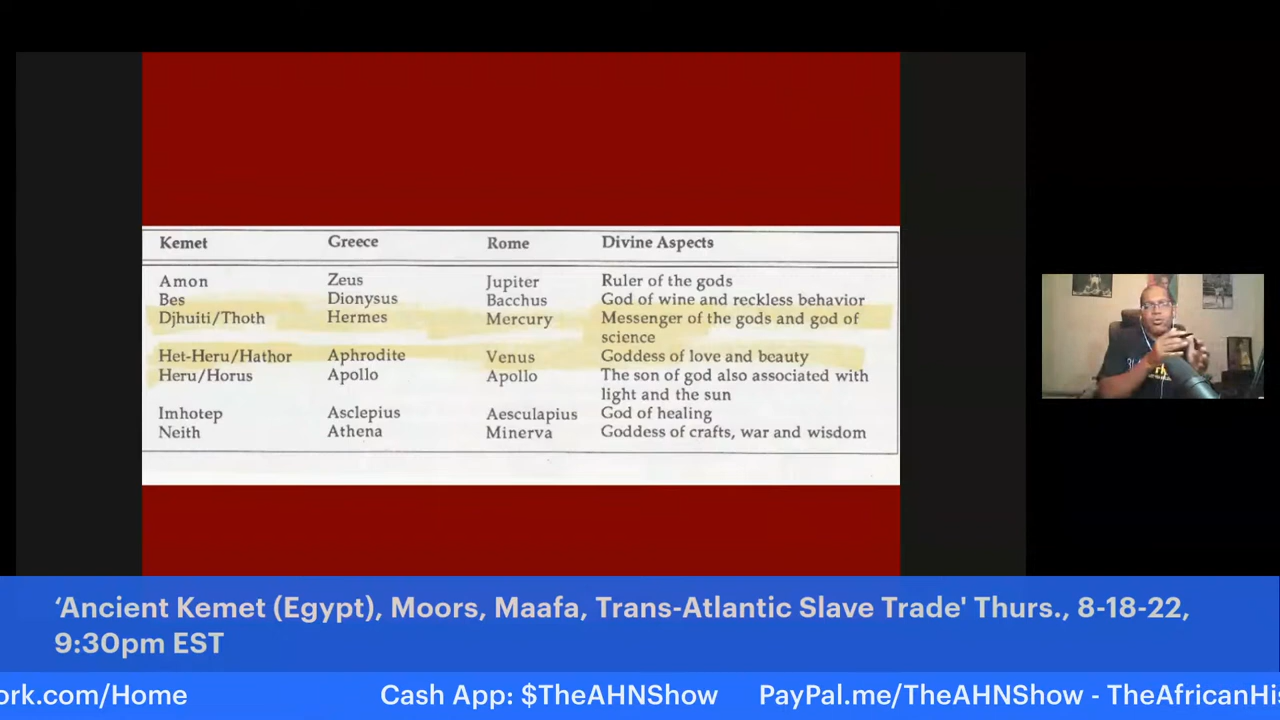 Kemet Greece Rome Divine Aspects
Amon Zeus Jupiter Ruler of the gods
Bes Dionysus Bacchus God of wine and reckless behavior
Djhuiti/Thoth Hermes Mercury Messenger of the gods and god of
science
Het-Heru/Hathor Aphrodite Venus Goddess of love and beauty
Heru/Horus Apollo Apollo The son of god also associated with
light and the sun
Imhotep Asclepius Aesculapius God of healing
Neith Athena Minerva Goddess of crafts, war and wisdom
‘Ancient Kemet (Egypt), Moors, Maafa, Trans-Atlantic Slave Trade' Thurs., 8-18-22,
9:30pm EST
ork.com/Home Cash App: $TheAHNShow PayPal.me/TheAHNShow - TheAfricanHis